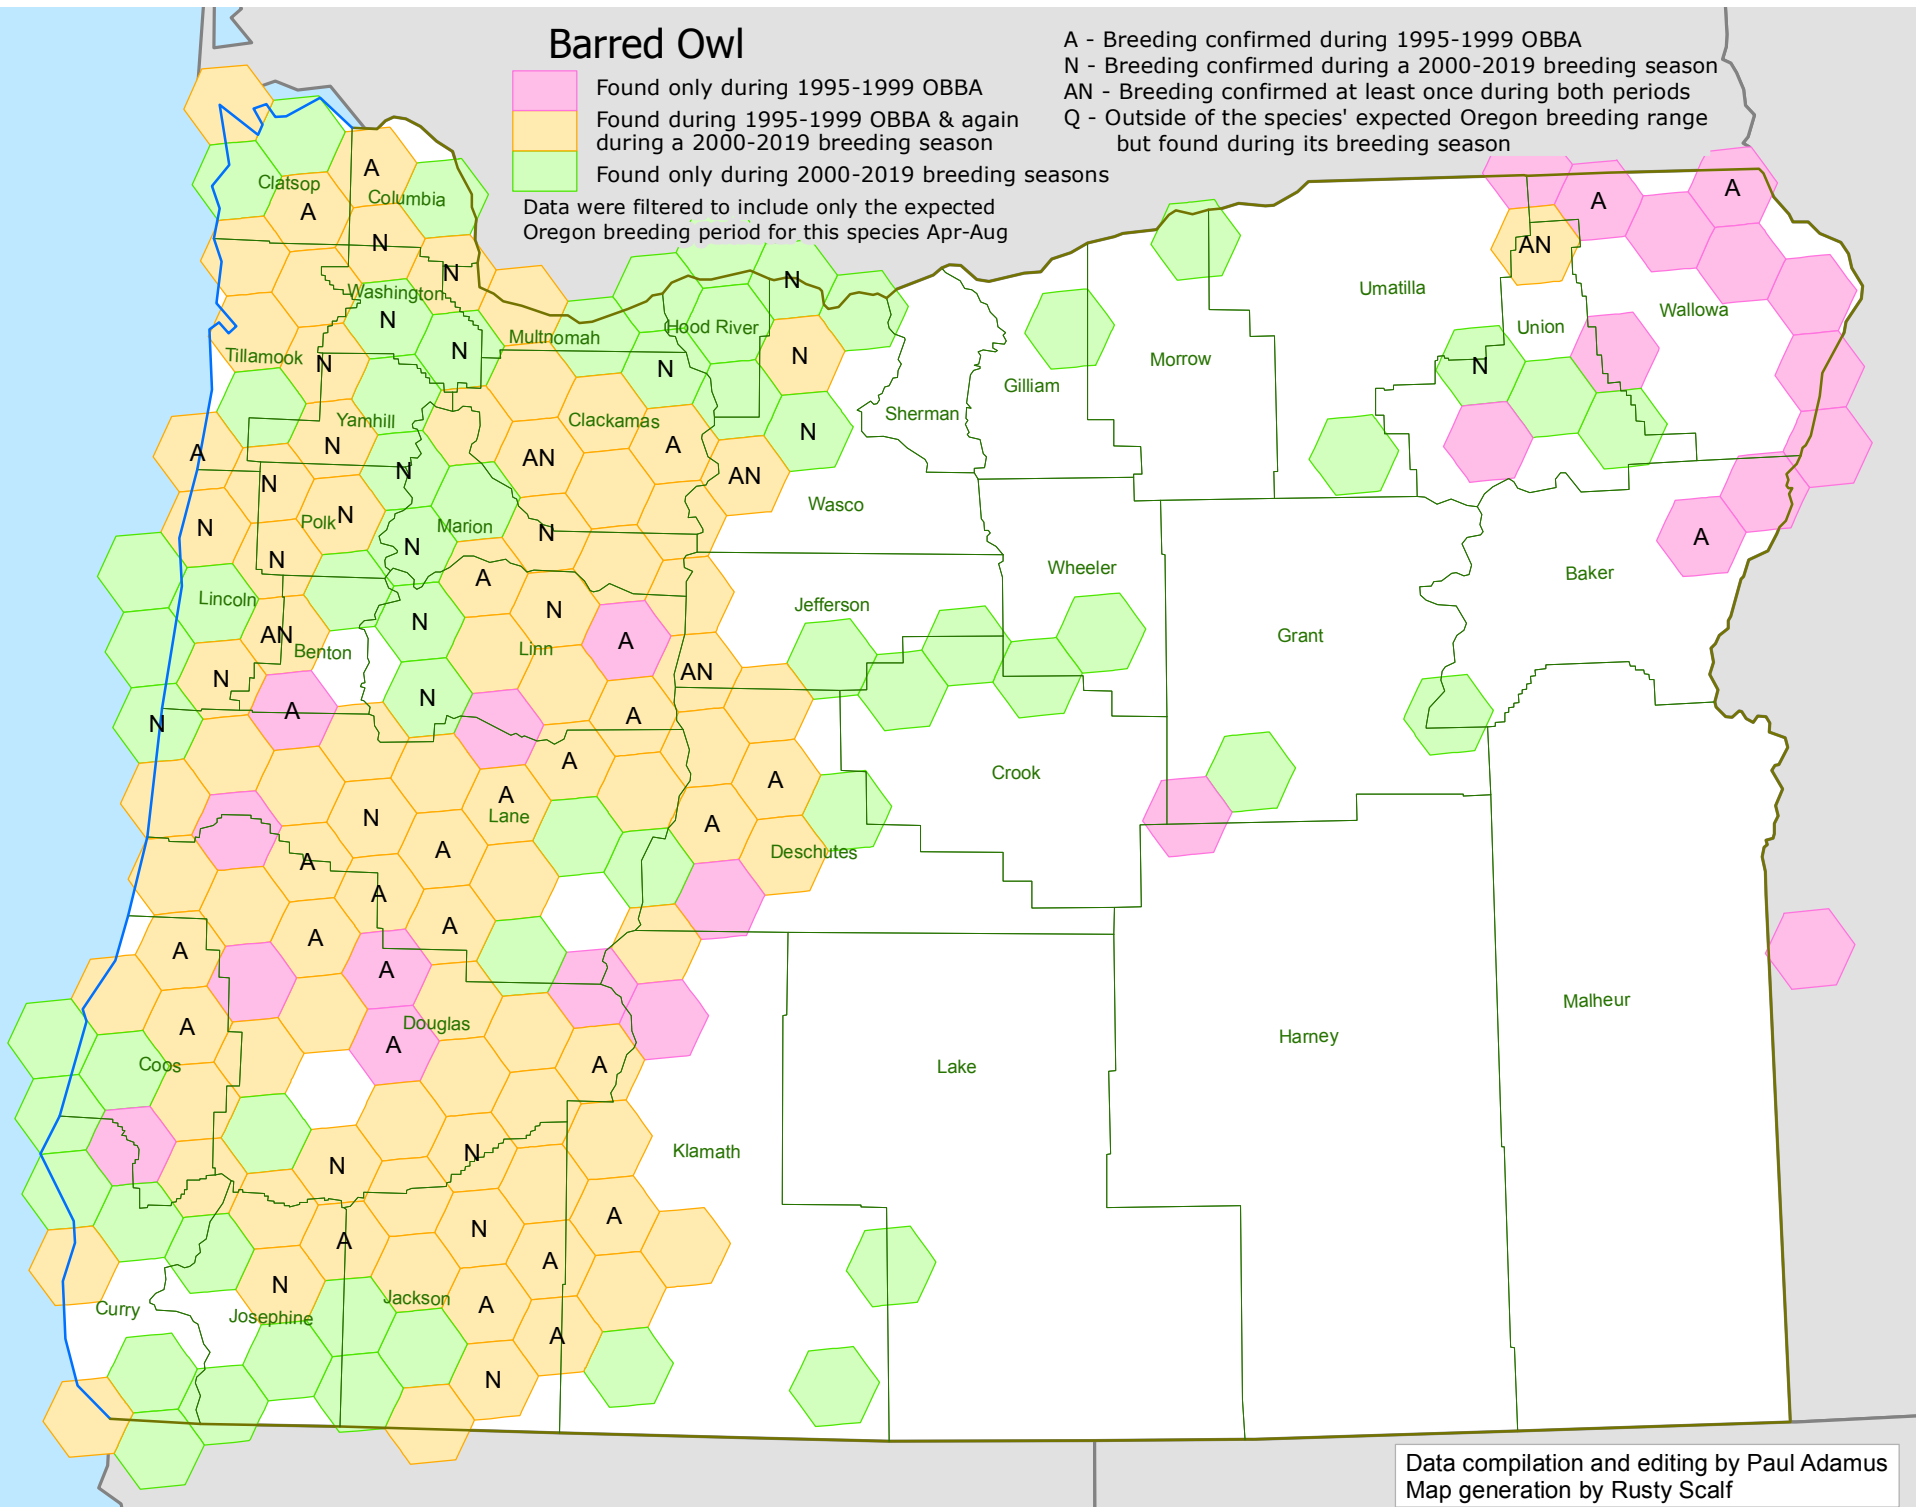 Barred Owl
Found only during 1995-1999 OBBA
Found during 1995-1999 OBBA & again
during a 2000-2019 breeding season
Found only during 2000-2019 breeding seasons
Data were filtered to include only the expected
Oregon breeding period for this species Apr-Aug
A - Breeding confirmed during 1995-1999 OBBA
N - Breeding confirmed during a 2000-2019 breeding season
AN - Breeding confirmed at least once during both periods
Q - Outside of the species' expected Oregon breeding range
but found during its breeding season
A
Clatsop
Columbia
A
A
A
N
AN
N
N
Washington
Umatilla
Wallowa
N
Hood River
Union
Multnomah
N
N
Tillamook
N
N
N
Morrow
N
Gilliam
Sherman
Yamhill
Clackamas
N
N
A
A
AN
N
AN
N
Wasco
N
Polk
N
Marion
N
N
A
N
Wheeler
Baker
A
Lincoln
Jefferson
N
N
AN
Benton
Linn
A
Grant
N
AN
N
A
A
N
A
Crook
A
A
Lane
N
A
Deschutes
A
A
A
A
A
A
A
Malheur
A
Douglas
A
Harney
Coos
A
Lake
N
N
Klamath
A
N
A
A
N
Jackson
A
Curry
Josephine
A
N
Data compilation and editing by Paul Adamus
Map generation by Rusty Scalf